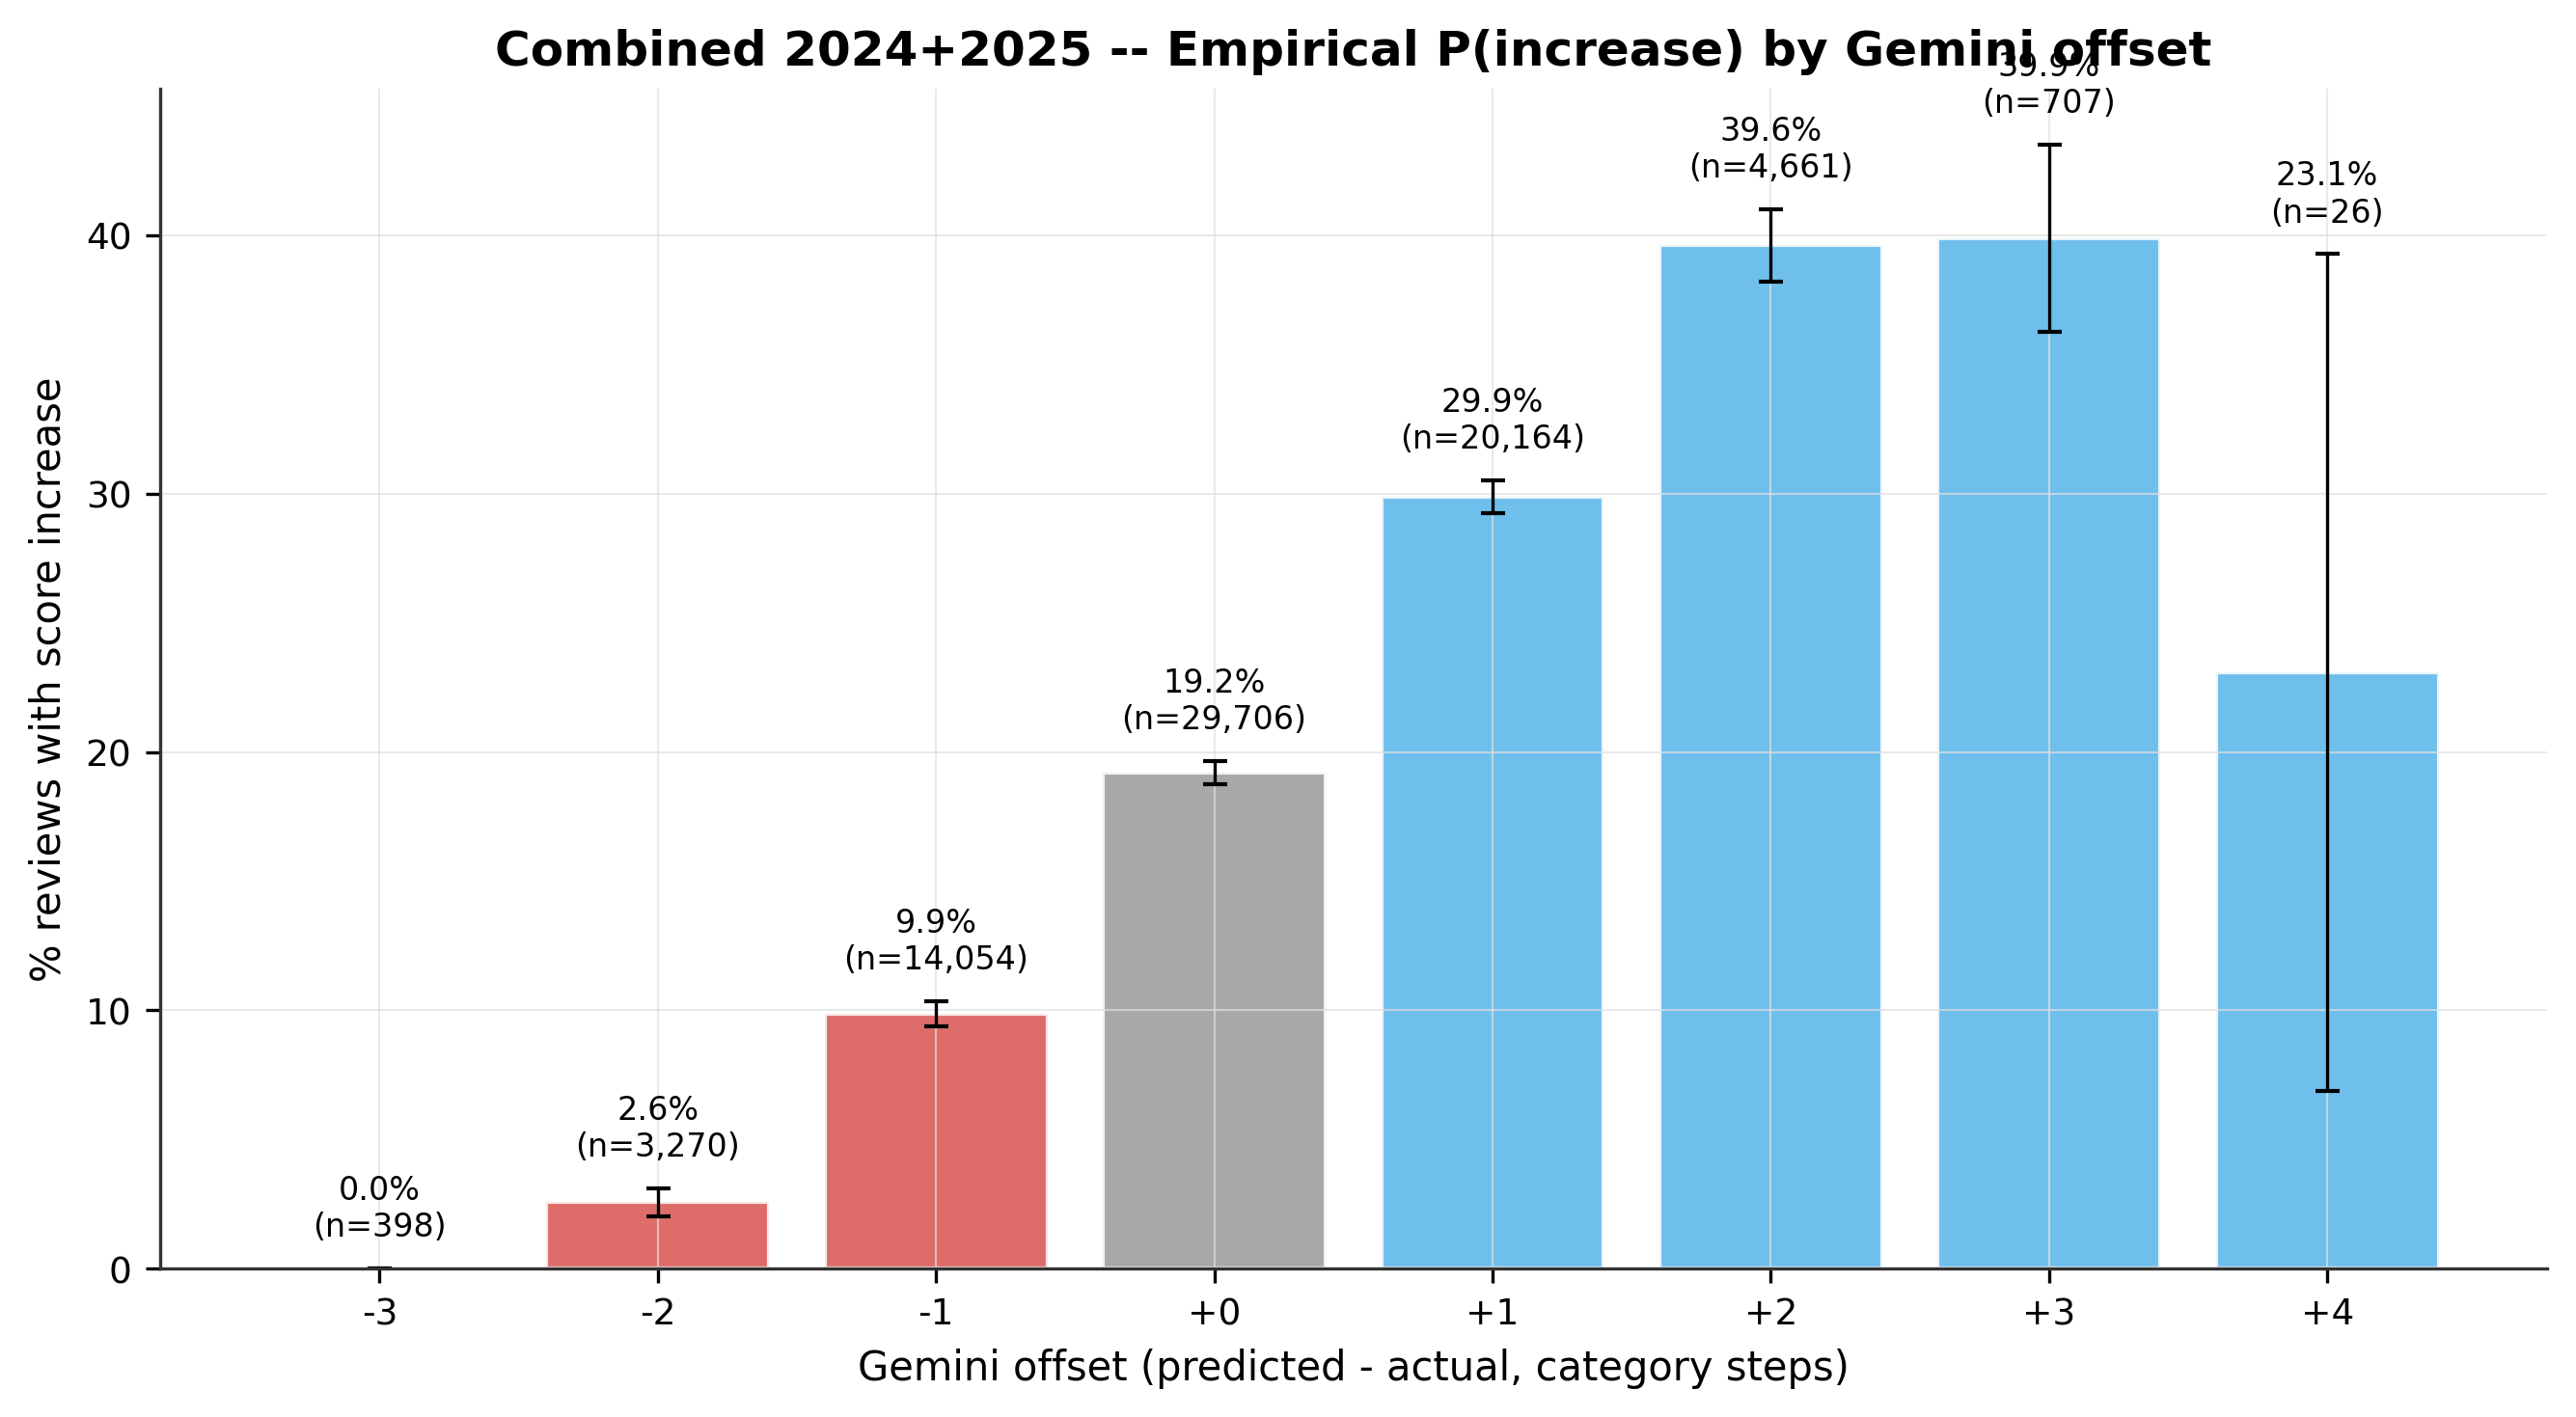 Combined 2024+2025 -- Empirical P(increase) by Gemini offset
39.9%
(n=707)
39.6%
(n=4,661)
23.1%
(n=26)
29.9%
(n=20,164)
19.2%
(n=29,706)
9.9%
(n=14,054)
2.6%
(n=3,270)
0.0%
(n=398)
% reviews with score increase
40
30
20
10
0
-3 -2 -1 +0 +1 +2 +3 +4
Gemini offset (predicted - actual, category steps)